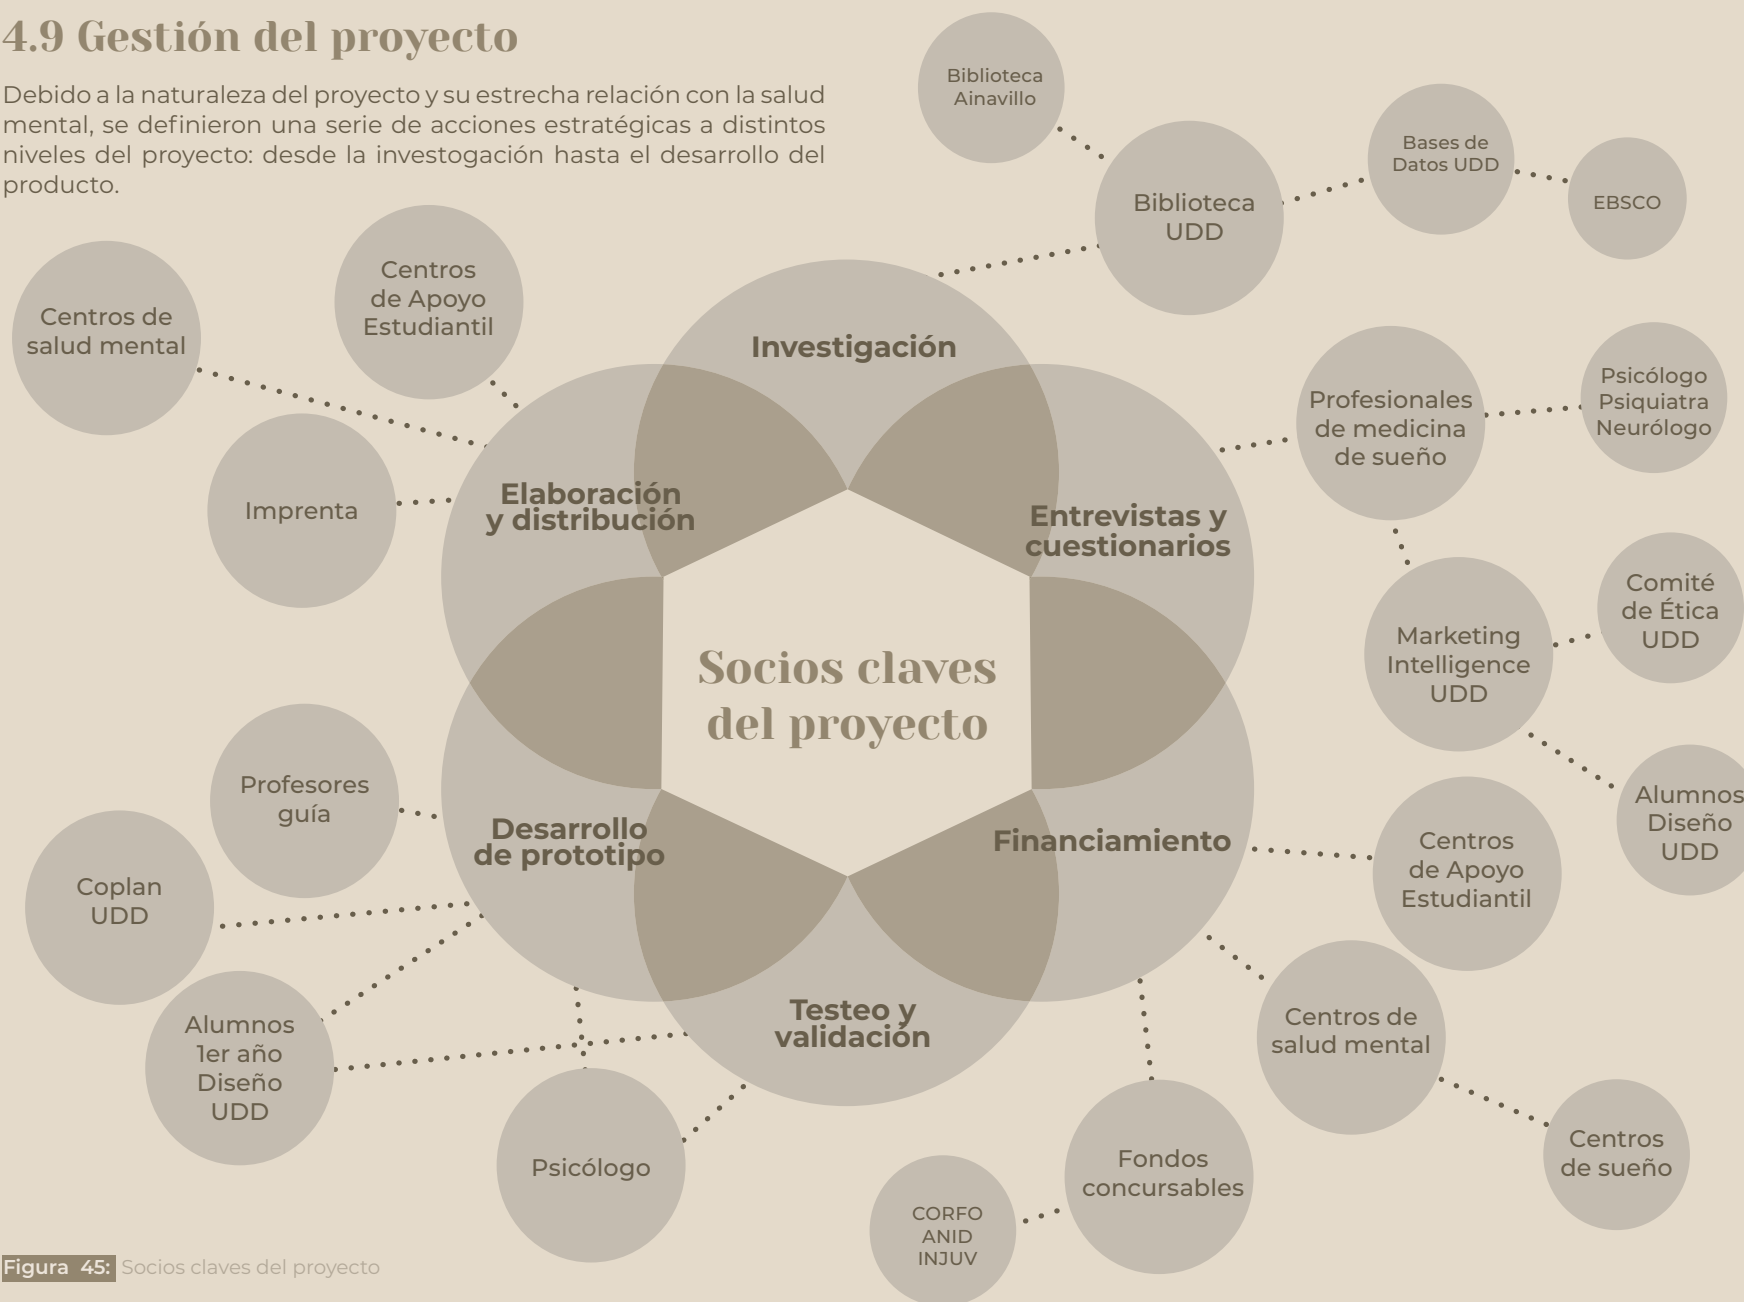 4.9 Gestión del proyecto
Debido a la naturaleza del proyecto y su estrecha relación con la salud
mental, se definieron una serie de acciones estratégicas a distintos
niveles del proyecto: desde la investogación hasta el desarrollo del
producto.
Biblioteca
Ainavillo
Biblioteca
UDD
Bases de
Datos UDD
EBSCO
Centros de
salud mental
Centros
de Apoyo
Estudiantil
Imprenta
Investigación
Elaboración
y distribución
Entrevistas y
cuestionarios
Profesionales
de medicina
de sueño
Psicólogo
Psiquiatra
Neurólogo
Marketing
Intelligence
UDD
Comité
de Ética
UDD
Alumnos
Diseño
UDD
Socios claves
del proyecto
Profesores
guía
Coplan
UDD
Alumnos
1er año
Diseño
UDD
Desarrollo
de prototipo
Financiamiento
Centros
de Apoyo
Estudiantil
Centros de
salud mental
Centros
de sueño
Testeo y
validación
Psicólogo
Fondos
concursables
CORFO
ANID
INJUV
Figura 45: Socios claves del proyecto